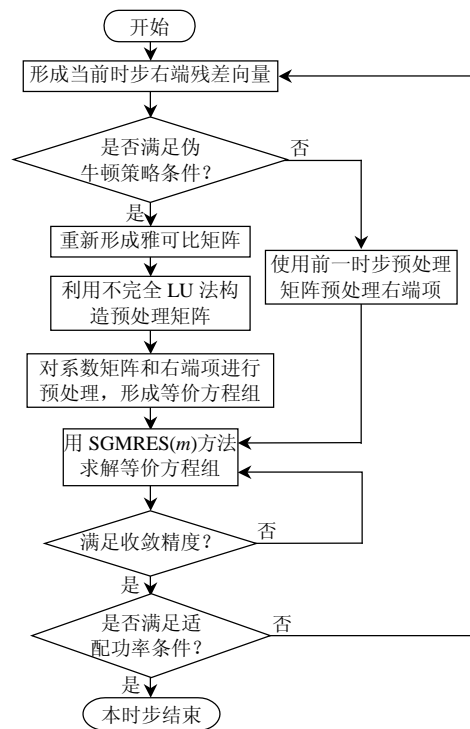 开始
形成当前时步右端残差向量
是否满足伪
牛顿策略条件？
否
是
重新形成雅可比矩阵
使用前一时步预处理
矩阵预处理右端项
利用不完全 LU 法构
造预处理矩阵
对系数矩阵和右端项进行
预处理，形成等价方程组
用 SGMRES(m)方法
求解等价方程组
满足收敛精度？
否
是
是否满足适
配功率条件？
否
是
本时步结束